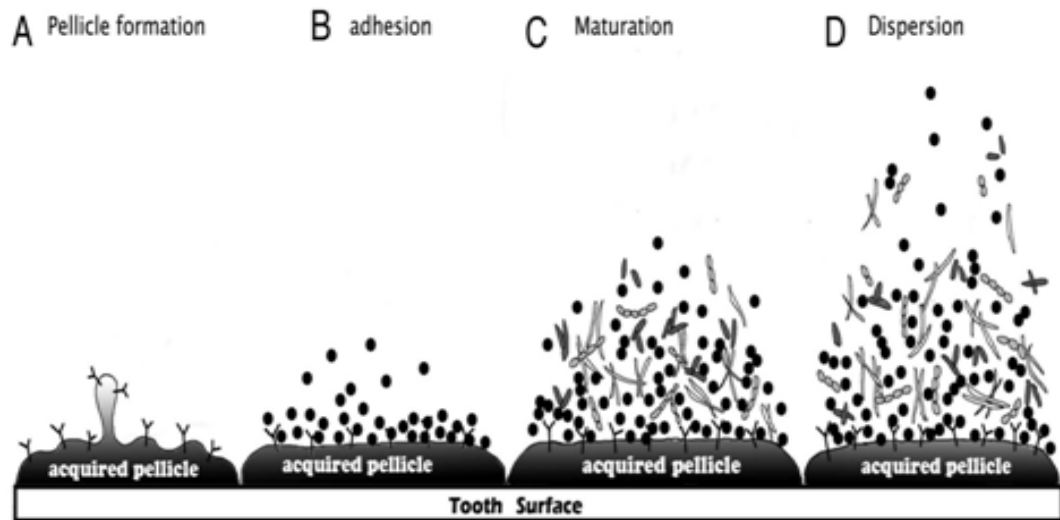 A Pellicle formation
B adhesion
C Maturation
D Dispersion
acquired pellicle
acquired pellicle
acquired pellicle
acquired pellicle
Tooth Surface